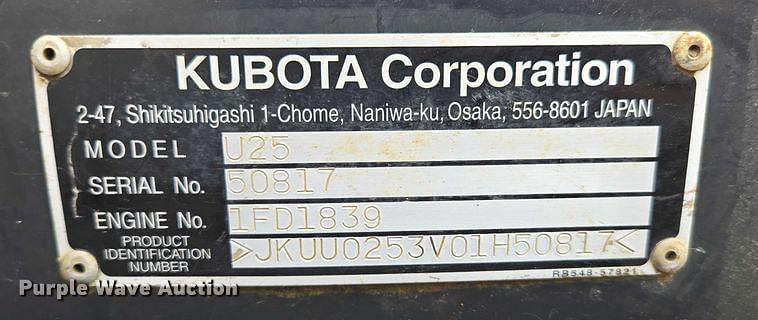 KUBOTA Corporation
2-47, Shikitsuhigashi 1-Chome, Naniwa-ku, Osaka, 556-8601 JAPAN
MODEL U25
SERIAL No. 50817
ENGINE No. 1FD1839
PRODUCT
IDENTIFICATION
NUMBER
>JKUU0253V01H50817<
RB548-57821
Purple Wave Auction